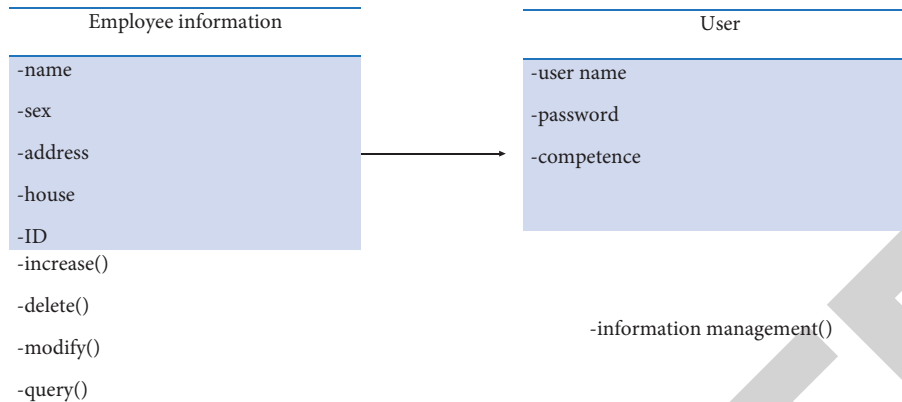 Employee information
-name
-sex
-address
-house
-ID
-increase()
-delete()
-modify()
-query()
User
-user name
-password
-competence
-information management()